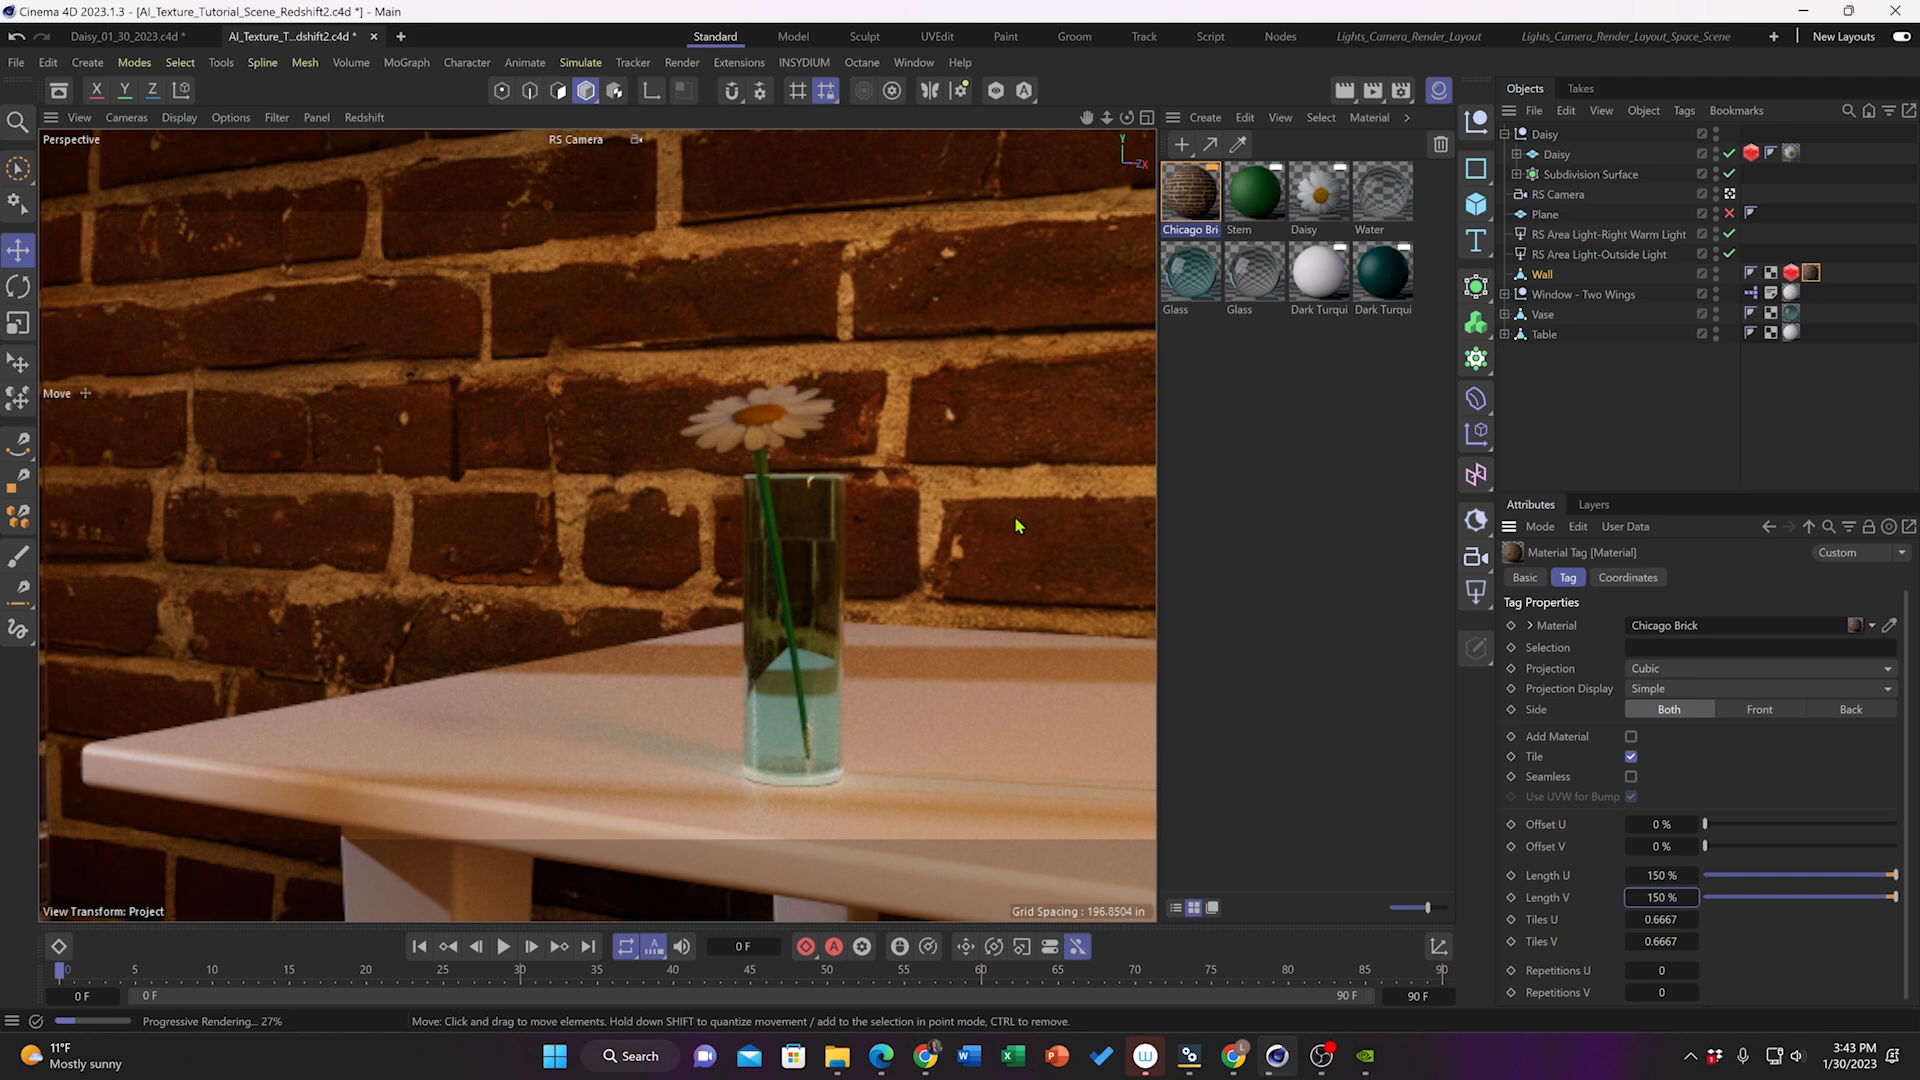 Cinema 4D 2023.1.3 - [AI_Texture_Tutorial_Scene_Redshift2.c4d *] - Main
Daisy_01_30_2023.c4d *
AI_Texture_T...dshift2.c4d *
Standard Model Sculpt UVEdit Paint Groom Track Script Nodes Lights_Camera_Render_Layout Lights_Camera_Render_Layout_Space_Scene New Layouts
File Edit Create Modes Select Tools Spline Mesh Volume MoGraph Character Animate Simulate Tracker Render Extensions INSYDIUM Octane Window Help
X Y Z
Objects Takes
View Cameras Display Options Filter Panel Redshift
Create Edit View Select Material
File Edit View Object Tags Bookmarks
Perspective
RS Camera
Y
ZX
Move
Chicago Bri
Stem
Daisy
Water
Glass
Glass
Dark Turqui
Dark Turqui
Daisy
Daisy
Subdivision Surface
RS Camera
Plane
RS Area Light-Right Warm Light
RS Area Light-Outside Light
Wall
Window - Two Wings
Vase
Table
Attributes Layers
Mode Edit User Data
Material Tag [Material]
Custom
Basic Tag Coordinates
Tag Properties
Material Chicago Brick
Selection
Projection Cubic
Projection Display Simple
Side Both Front Back
Add Material
Tile
Seamless
Use UVW for Bump
Offset U 0 %
Offset V 0 %
Length U 150 %
Length V 150 %
Tiles U 0.6667
Tiles V 0.6667
Repetitions U 0
Repetitions V 0
View Transform: Project
Grid Spacing : 196.8504 in
0 F
0 5 10 15 20 25 30 35 40 45 50 55 60 65 70 75 80 85 90
0 F 0 F 90 F 90 F
Progressive Rendering... 27%
Move: Click and drag to move elements. Hold down SHIFT to quantize movement / add to the selection in point mode, CTRL to remove.
11°F
Mostly sunny
Search
3:43 PM
1/30/2023